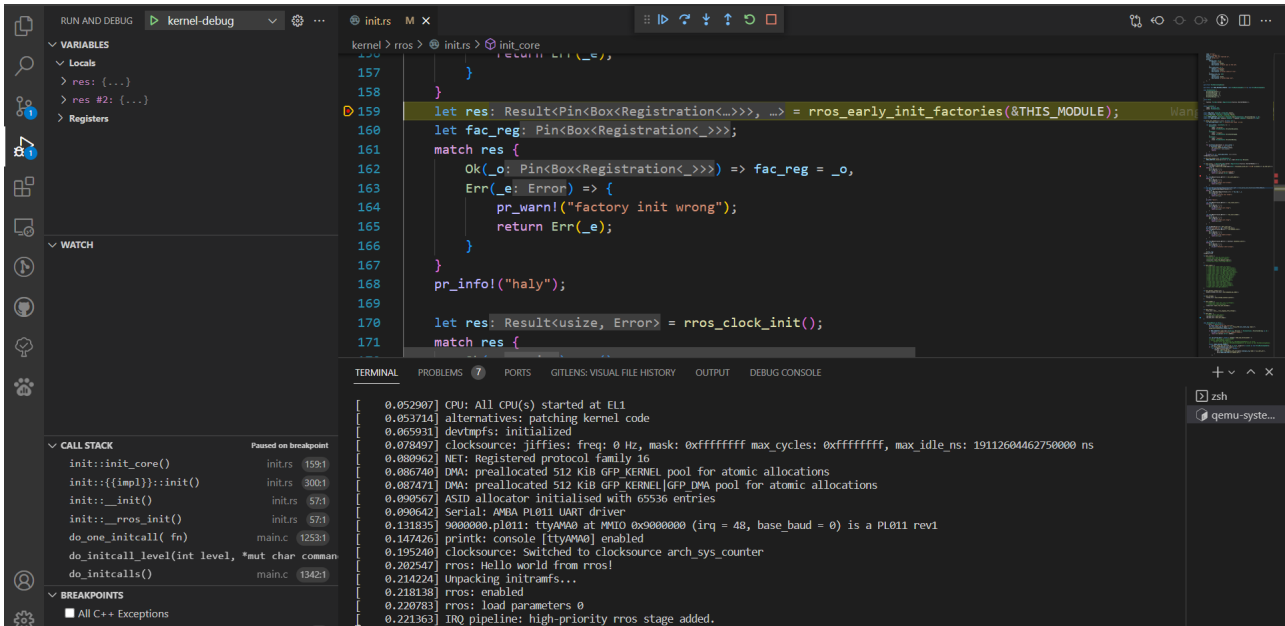 RUN AND DEBUG
kernel-debug
init.rs M
VARIABLES
Locals
res: {...}
res #2: {...}
Registers
WATCH
CALL STACK Paused on breakpoint
init::init_core() init.rs 159:1
init::{{impl}}::init() init.rs 300:1
init::__init() init.rs 57:1
init::__rros_init() init.rs 57:1
do_one_initcall( fn) main.c 1253:1
do_initcall_level(int level, *mut char comman
do_initcalls() main.c 1342:1
BREAKPOINTS
All C++ Exceptions
1
1
kernel > rros > init.rs > init_core
156 return Err(_e);
157 }
158 }
159 let res: Result<Pin<Box<Registration<…>>>, …> = rros_early_init_factories(&THIS_MODULE); Wan
160 let fac_reg: Pin<Box<Registration<_>>>;
161 match res {
162 Ok(_o: Pin<Box<Registration<_>>>) => fac_reg = _o,
163 Err(_e: Error) => {
164 pr_warn!("factory init wrong");
165 return Err(_e);
166 }
167 }
168 pr_info!("haly");
169
170 let res: Result<usize, Error> = rros_clock_init();
171 match res {
TERMINAL PROBLEMS 7 PORTS GITLENS: VISUAL FILE HISTORY OUTPUT DEBUG CONSOLE
[ 0.052907] CPU: All CPU(s) started at EL1
[ 0.053714] alternatives: patching kernel code
[ 0.065931] devtmpfs: initialized
[ 0.078497] clocksource: jiffies: freq: 0 Hz, mask: 0xffffffff max_cycles: 0xffffffff, max_idle_ns: 19112604462750000 ns
[ 0.080962] NET: Registered protocol family 16
[ 0.086740] DMA: preallocated 512 KiB GFP_KERNEL pool for atomic allocations
[ 0.087471] DMA: preallocated 512 KiB GFP_KERNEL|GFP_DMA pool for atomic allocations
[ 0.090567] ASID allocator initialised with 65536 entries
[ 0.090642] Serial: AMBA PL011 UART driver
[ 0.131835] 9000000.pl011: ttyAMA0 at MMIO 0x9000000 (irq = 48, base_baud = 0) is a PL011 rev1
[ 0.147426] printk: console [ttyAMA0] enabled
[ 0.195240] clocksource: Switched to clocksource arch_sys_counter
[ 0.202547] rros: Hello world from rros!
[ 0.214224] Unpacking initramfs...
[ 0.218138] rros: enabled
[ 0.220783] rros: load parameters 0
[ 0.221363] IRQ pipeline: high-priority rros stage added.
zsh
qemu-syste...